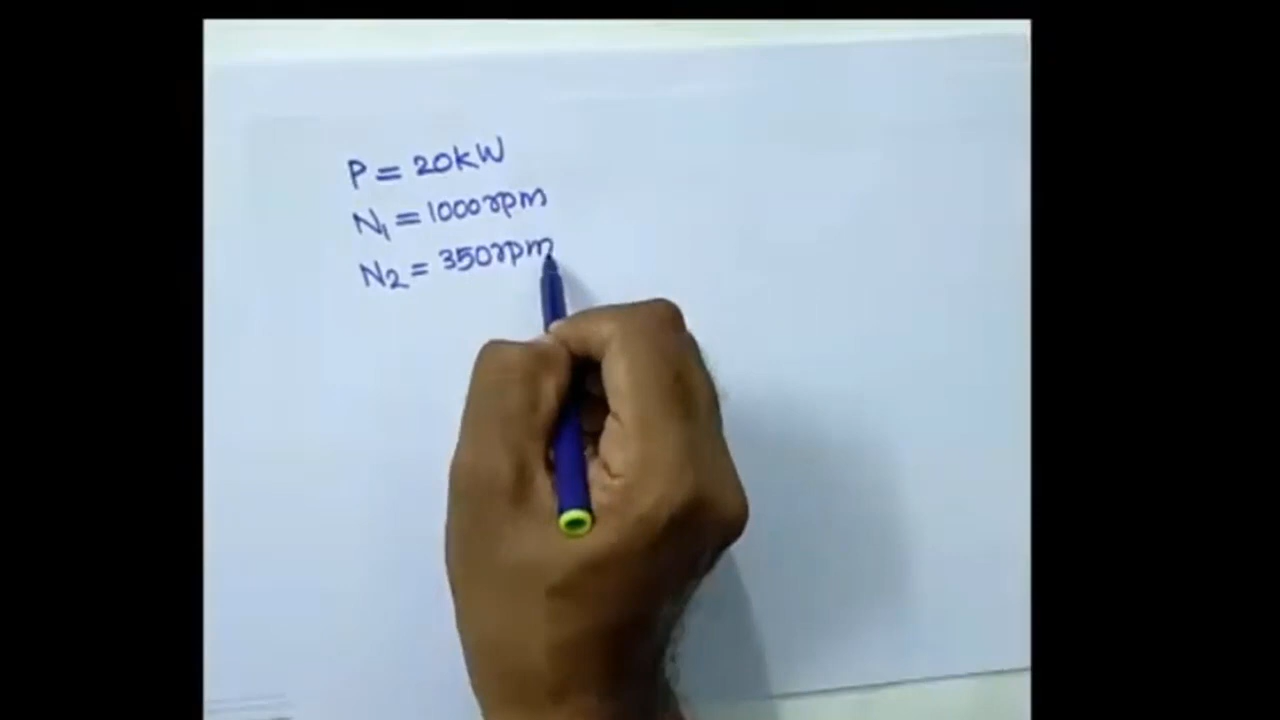 P = 20kW
N1 = 1000rpm
N2 = 350rpm